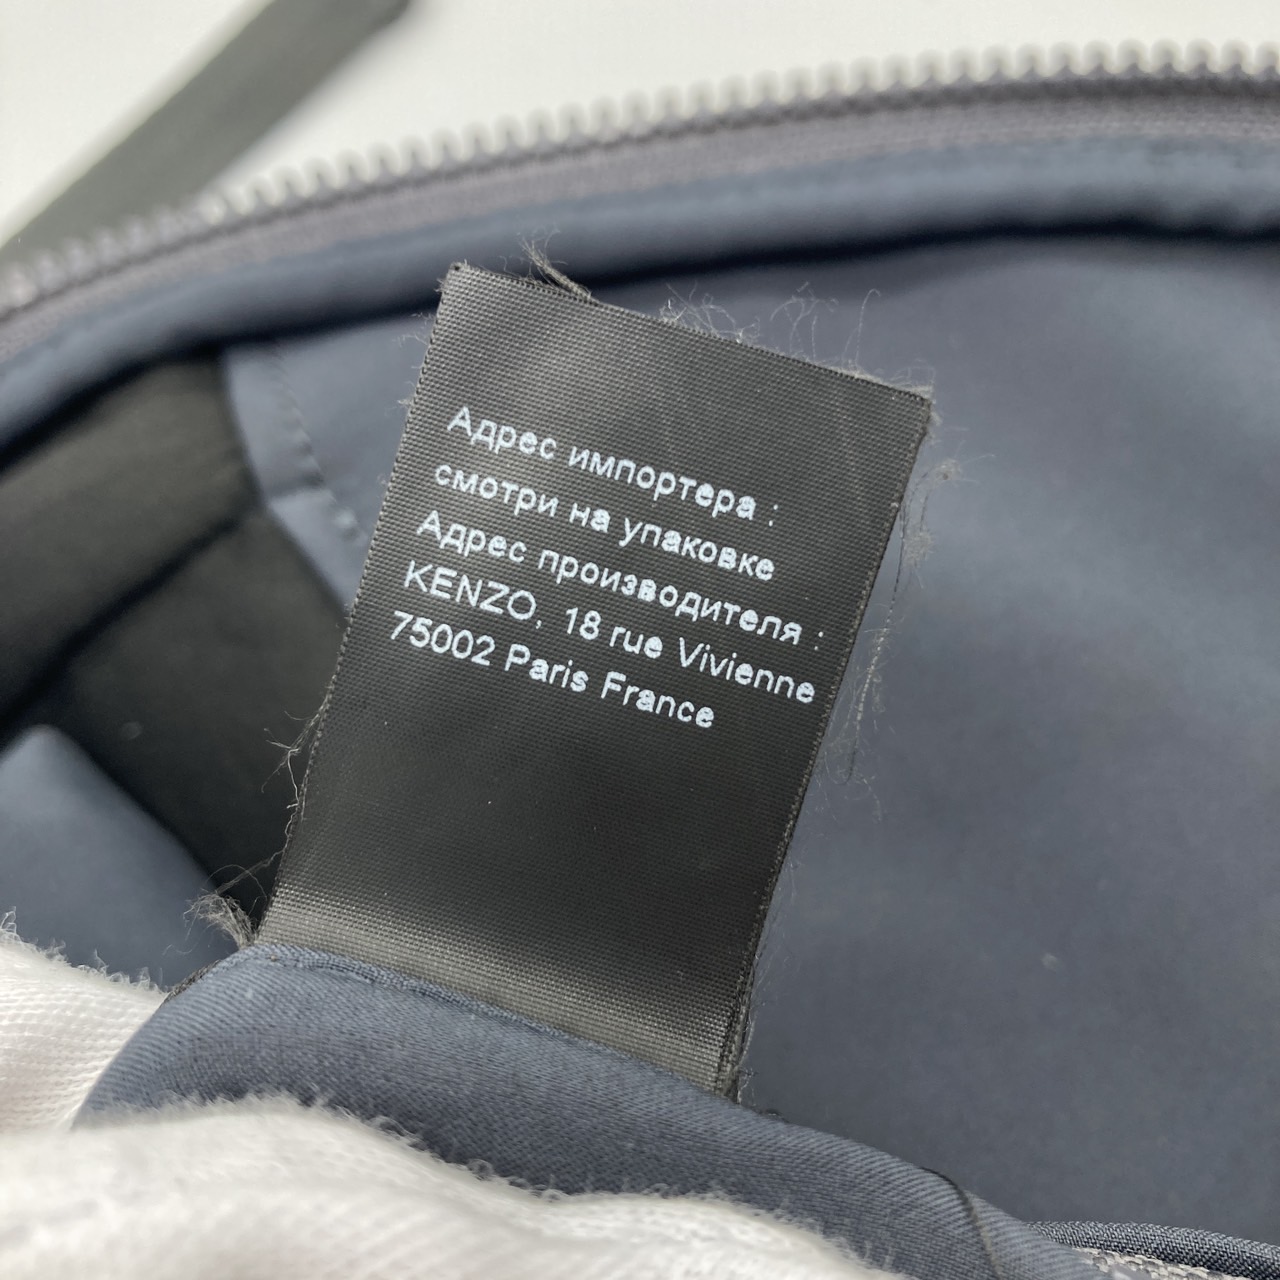 Адрес импортера :
смотри на упаковке
Адрес производителя :
KENZO, 18 rue Vivienne
75002 Paris France